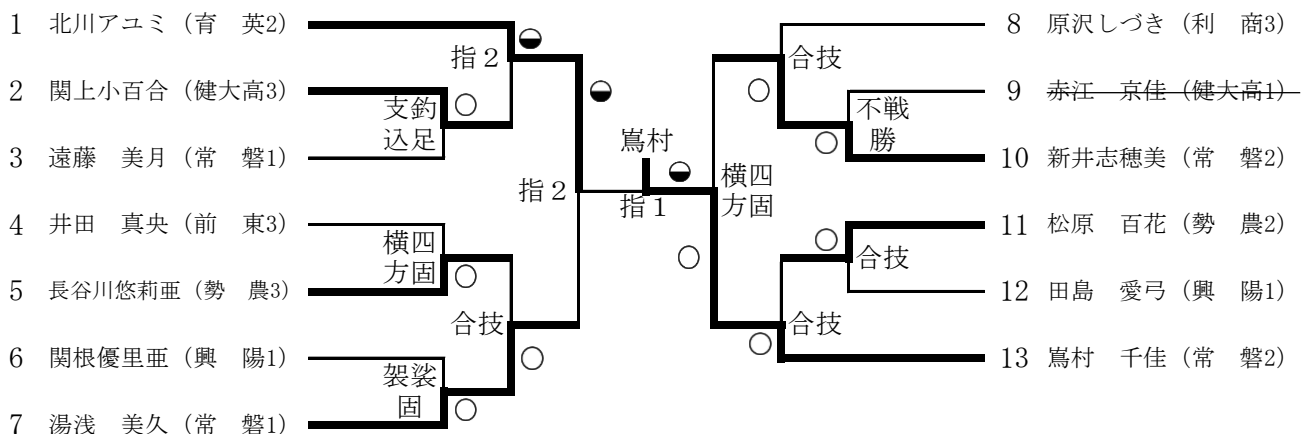 1 北川アユミ（育　英2）
指２
2 関上小百合（健大高3）
支釣
込足
3 遠藤　美月（常　磐1）
指２
4 井田　真央（前　東3）
横四
方固
5 長谷川悠莉亜（勢　農3）
合技
6 関根優里亜（興　陽1）
袈裟
固
7 湯浅　美久（常　磐1）
嶌村
指１
8 原沢しづき（利　商3）
合技
9 赤江　京佳（健大高1）
不戦
勝
10 新井志穂美（常　磐2）
横四
方固
11 松原　百花（勢　農2）
合技
12 田島　愛弓（興　陽1）
合技
13 嶌村　千佳（常　磐2）